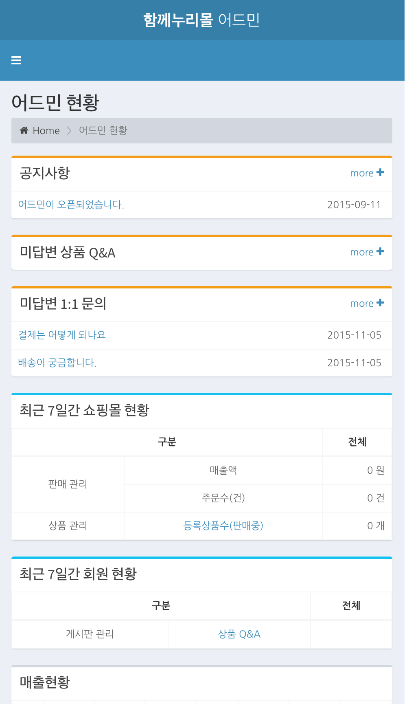 함께누리몰 어드민
어드민 현황
Home > 어드민 현황
공지사항 more
어드민이 오픈되었습니다. 2015-09-11
미답변 상품 Q&A more
미답변 1:1 문의 more
결제는 어떻게 되나요 2015-11-05
배송이 궁금합니다. 2015-11-05
최근 7일간 쇼핑몰 현황
구분 전체
판매 관리 매출액 0 원
주문수(건) 0 건
상품 관리 등록상품수(판매중) 0 개
최근 7일간 회원 현황
구분 전체
게시판 관리 상품 Q&A
매출현황